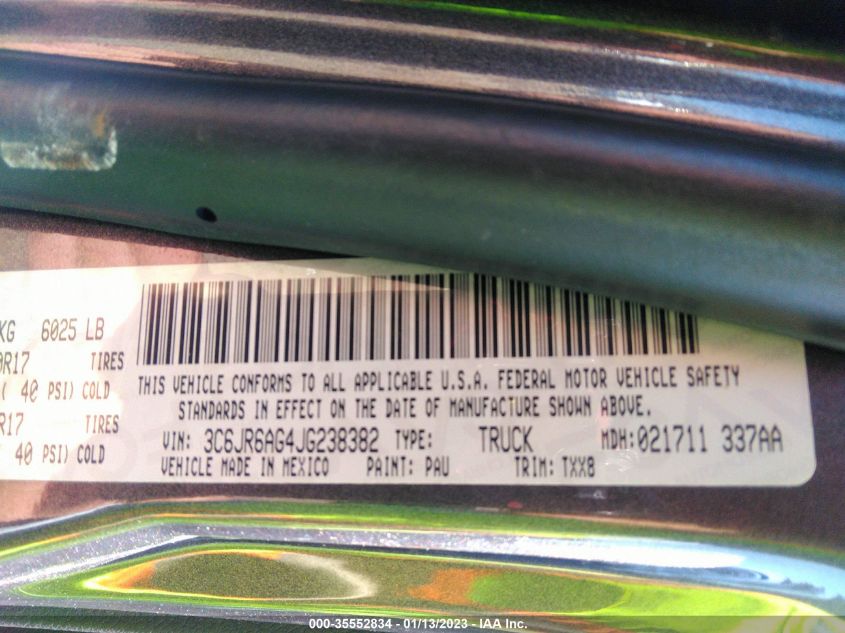 KG 6025 LB
R17 TIRES
( 40 PSI) COLD
R17 TIRES
40 PSI) COLD
THIS VEHICLE CONFORMS TO ALL APPLICABLE U.S.A. FEDERAL MOTOR VEHICLE SAFETY
STANDARDS IN EFFECT ON THE DATE OF MANUFACTURE SHOWN ABOVE.
VIN: 3C6JR6AG4JG238382 TYPE: TRUCK MDH:021711 337AA
VEHICLE MADE IN MEXICO PAINT: PAU TRIM: TXX8
000-35552834 - 01/13/2023 - IAA Inc.